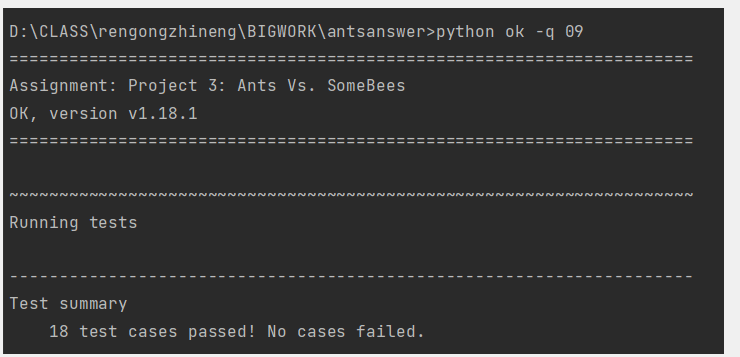 D:\CLASS\rengongzhineng\BIGWORK\antsanswer>python ok -q 09
=====================================================================
Assignment: Project 3: Ants Vs. SomeBees
OK, version v1.18.1
=====================================================================
~~~~~~~~~~~~~~~~~~~~~~~~~~~~~~~~~~~~~~~~~~~~~~~~~~~~~~~~~~~~~~~~~~~~~
Running tests
---------------------------------------------------------------------
Test summary
    18 test cases passed! No cases failed.